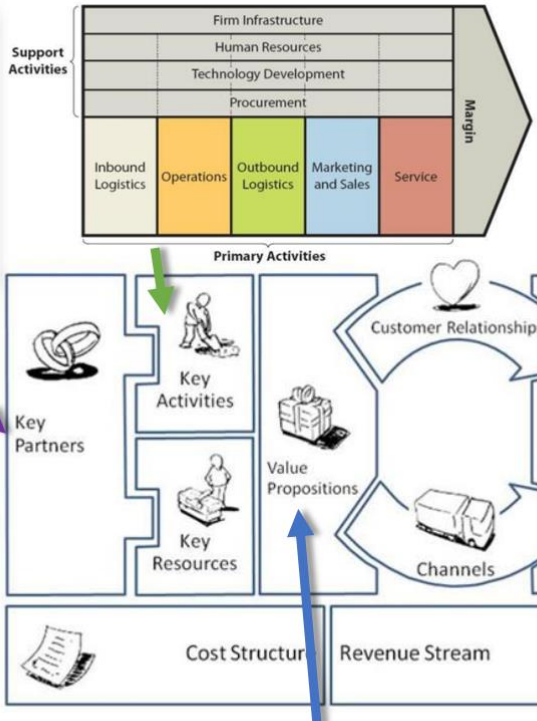 Firm Infrastructure
Human Resources
Technology Development
Procurement
Support
Activities
Margin
Inbound
Logistics
Operations
Outbound
Logistics
Marketing
and Sales
Service
Primary Activities
Key
Partners
Key
Activities
Key
Resources
Value
Propositions
Customer Relationship
Channels
Cost Structure
Revenue Stream